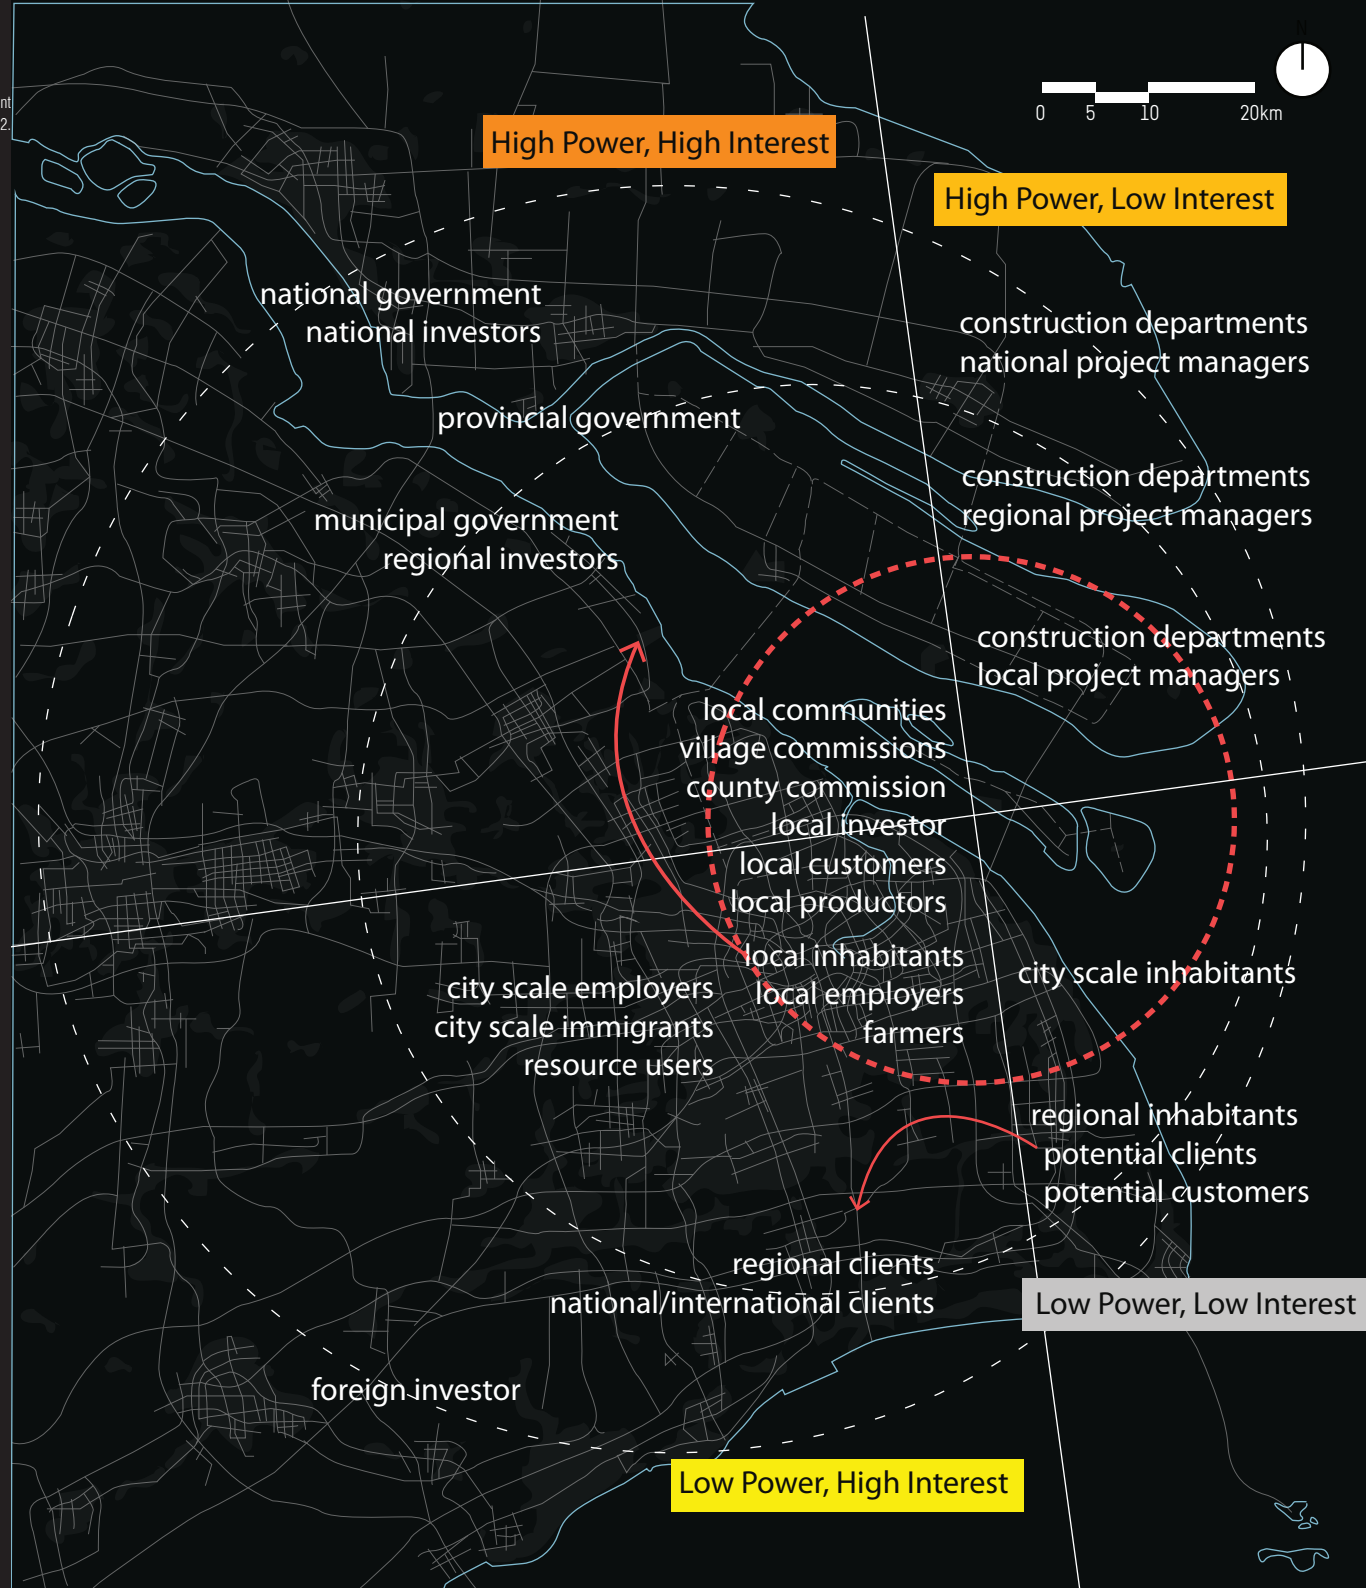 N
0 5 10 20km
nt
2.
High Power, High Interest
High Power, Low Interest
national government
national investors
construction departments
national project managers
provincial government
construction departments
regional project managers
municipal government
regional investors
construction departments
local project managers
local communities
village commissions
county commission
local investor
local customers
local productors
local inhabitants
local employers
farmers
city scale inhabitants
city scale employers
city scale immigrants
resource users
regional inhabitants
potential clients
potential customers
regional clients
national/international clients
Low Power, Low Interest
foreign investor
Low Power, High Interest